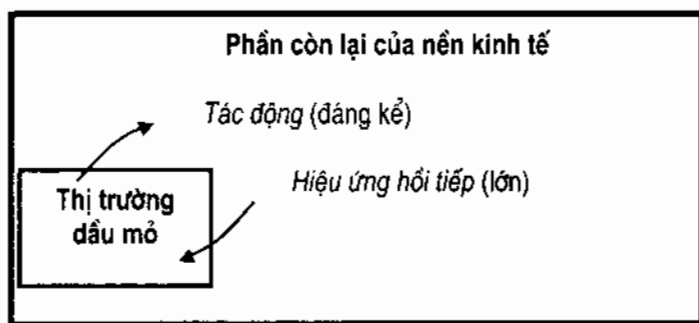 Phần còn lại của nền kinh tế
Tác động (đáng kể)
Hiệu ứng hồi tiếp (lớn)
Thị trường
dầu mỏ